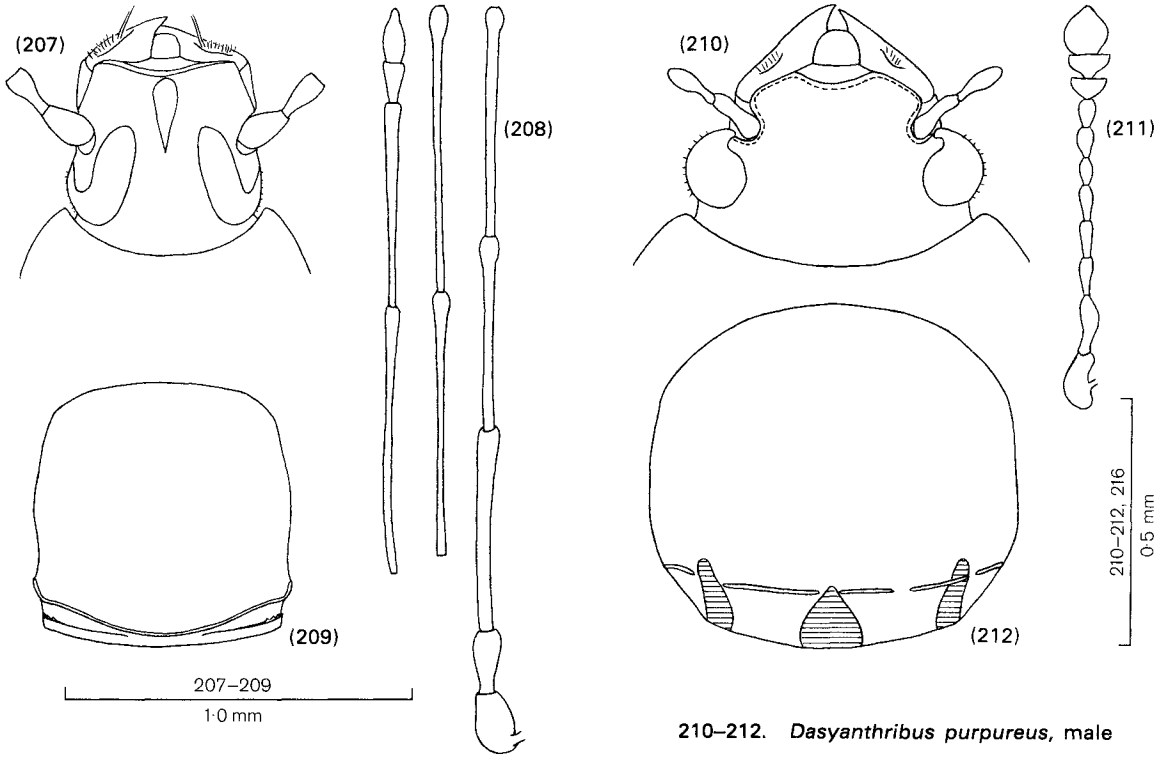 (207)
(208)
(209)
207–209
1·0 mm
(210)
(211)
(212)
210–212, 216
0·5 mm
210–212. Dasyanthribus purpureus, male